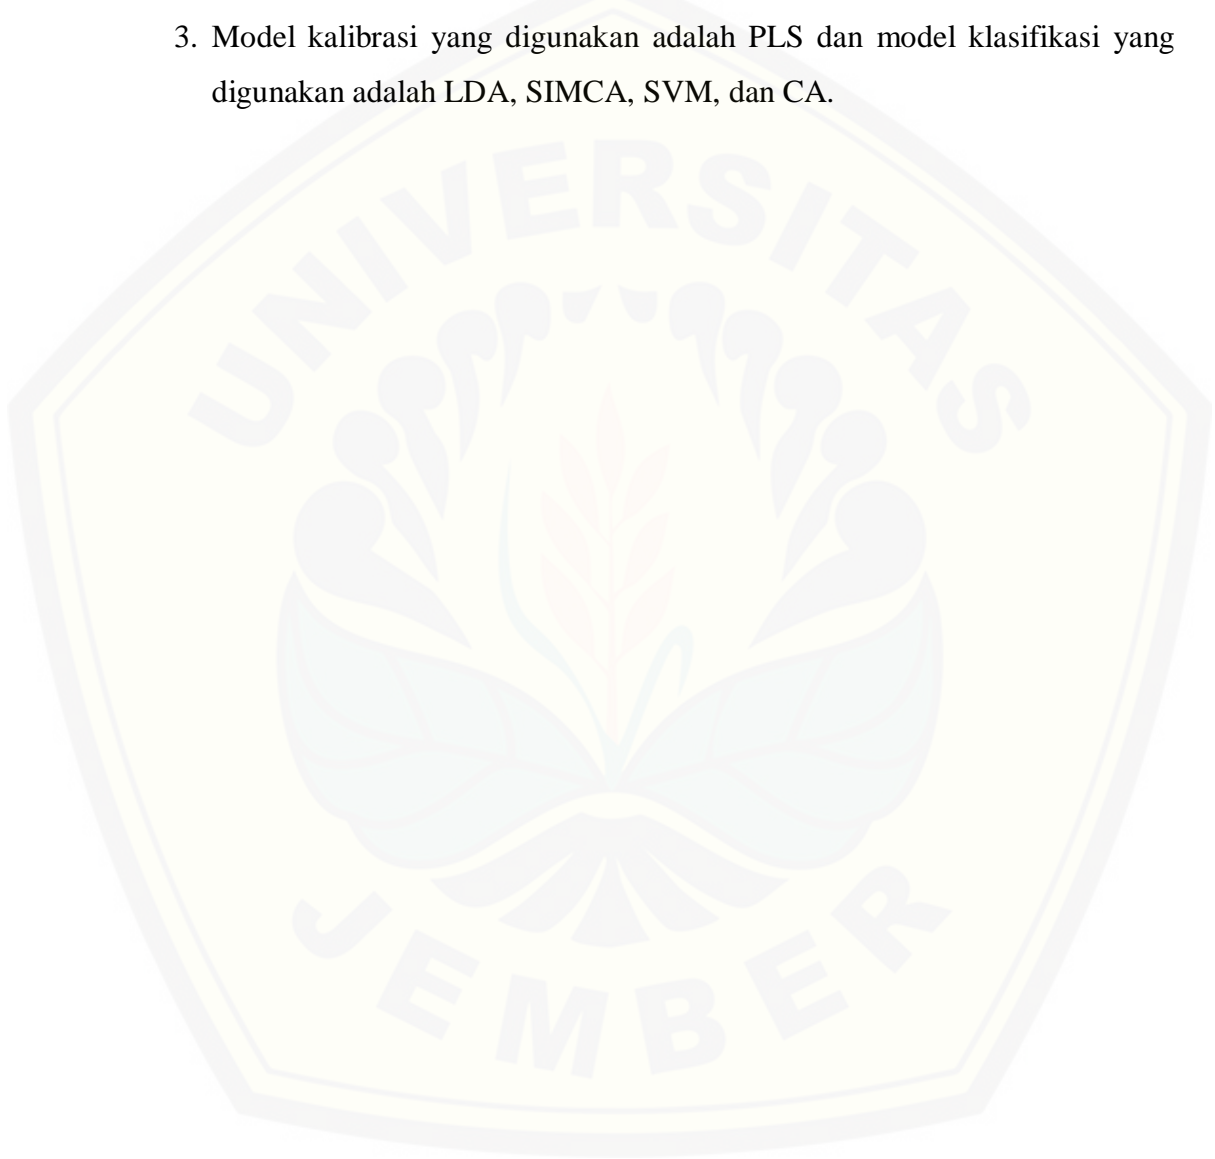 3. Model kalibrasi yang digunakan adalah PLS dan model klasifikasi yang
digunakan adalah LDA, SIMCA, SVM, dan CA.
UNIVERSITAS
JEMBER